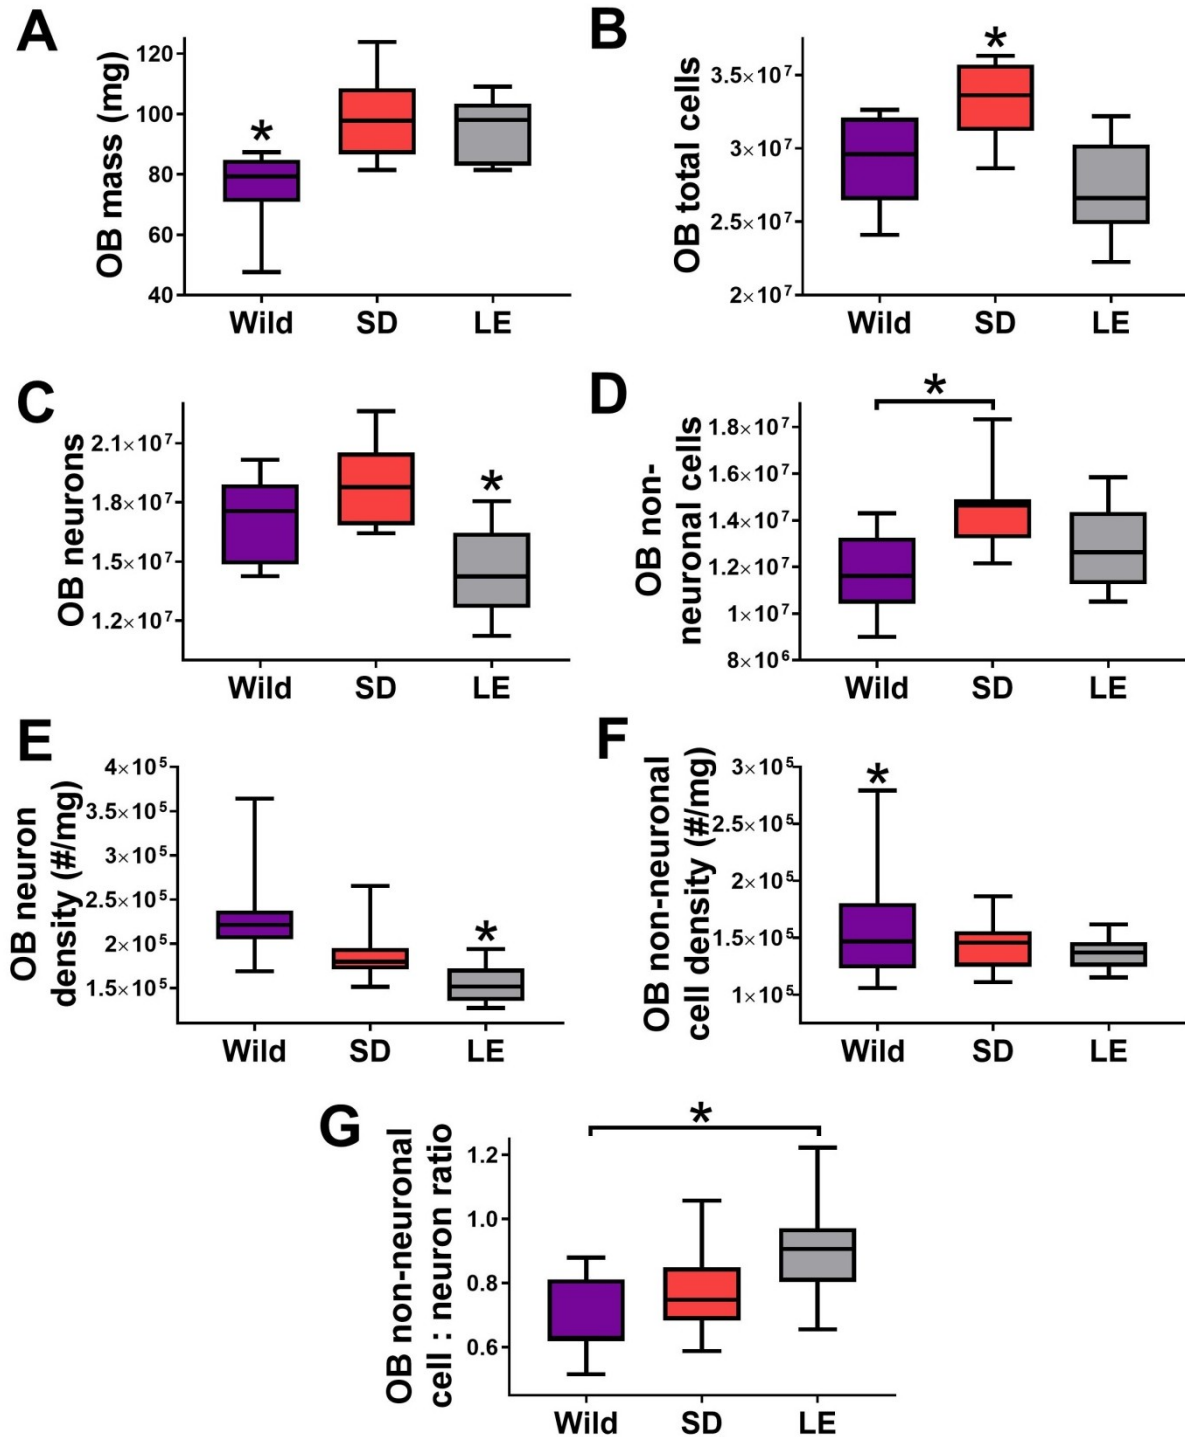 A
OB mass (mg)
120
100
80
60
40
*
Wild SD LE
B
OB total cells
3.5×10⁷
3×10⁷
2.5×10⁷
2×10⁷
*
Wild SD LE
C
OB neurons
2.1×10⁷
1.8×10⁷
1.5×10⁷
1.2×10⁷
*
Wild SD LE
D
OB non-
neuronal cells
1.8×10⁷
1.6×10⁷
1.4×10⁷
1.2×10⁷
1×10⁷
8×10⁶
*
Wild SD LE
E
OB neuron
density (#/mg)
4×10⁵
3.5×10⁵
3×10⁵
2.5×10⁵
2×10⁵
1.5×10⁵
*
Wild SD LE
F
OB non-neuronal
cell density (#/mg)
3×10⁵
2.5×10⁵
2×10⁵
1.5×10⁵
1×10⁵
*
Wild SD LE
G
OB non-neuronal
cell : neuron ratio
1.2
1.0
0.8
0.6
*
Wild SD LE